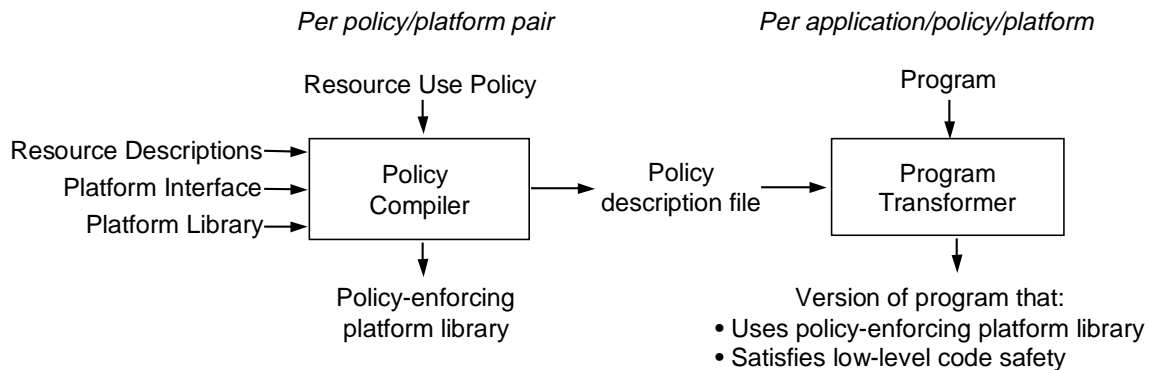 Per policy/platform pair
Per application/policy/platform
Resource Use Policy
Program
Resource Descriptions
Platform Interface
Platform Library
Policy
Compiler
Policy
description file
Program
Transformer
Policy-enforcing
platform library
Version of program that:
• Uses policy-enforcing platform library
• Satisfies low-level code safety